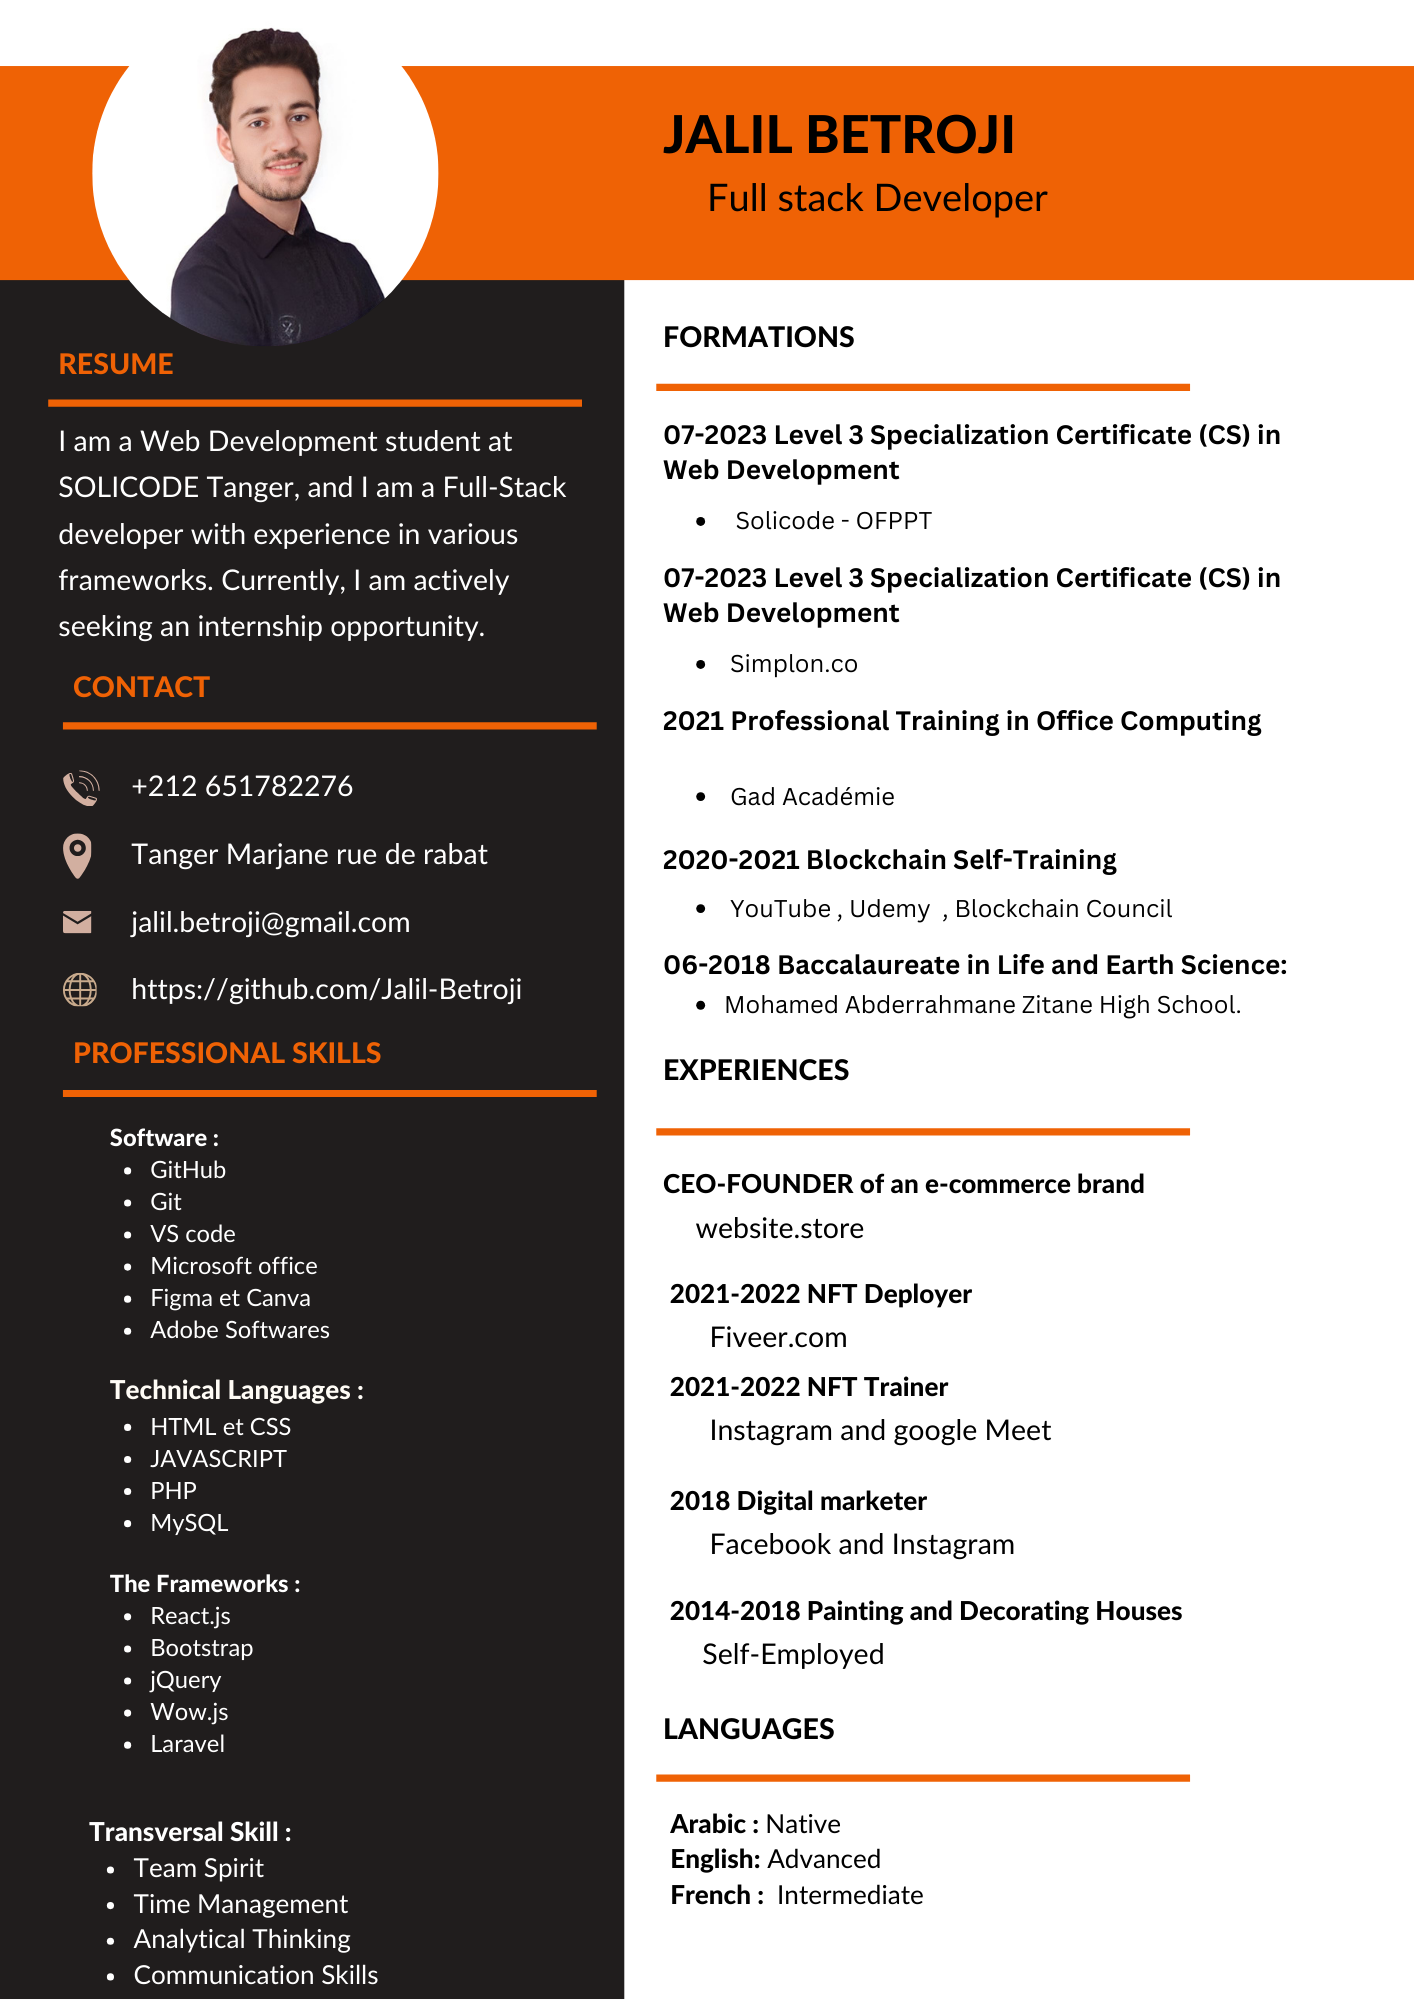 JALIL BETROJI
Full stack Developer
RESUME
I am a Web Development student at
SOLICODE Tanger, and I am a Full-Stack
developer with experience in various
frameworks. Currently, I am actively
seeking an internship opportunity.
CONTACT
+212 651782276
Tanger Marjane rue de rabat
jalil.betroji@gmail.com
https://github.com/Jalil-Betroji
PROFESSIONAL SKILLS
Software :
• GitHub
• Git
• VS code
• Microsoft office
• Figma et Canva
• Adobe Softwares
Technical Languages :
• HTML et CSS
• JAVASCRIPT
• PHP
• MySQL
The Frameworks :
• React.js
• Bootstrap
• jQuery
• Wow.js
• Laravel
Transversal Skill :
• Team Spirit
• Time Management
• Analytical Thinking
• Communication Skills
FORMATIONS
07-2023 Level 3 Specialization Certificate (CS) in
Web Development
• Solicode - OFPPT
07-2023 Level 3 Specialization Certificate (CS) in
Web Development
• Simplon.co
2021 Professional Training in Office Computing
• Gad Académie
2020-2021 Blockchain Self-Training
• YouTube , Udemy , Blockchain Council
06-2018 Baccalaureate in Life and Earth Science:
• Mohamed Abderrahmane Zitane High School.
EXPERIENCES
CEO-FOUNDER of an e-commerce brand
website.store
2021-2022 NFT Deployer
Fiveer.com
2021-2022 NFT Trainer
Instagram and google Meet
2018 Digital marketer
Facebook and Instagram
2014-2018 Painting and Decorating Houses
Self-Employed
LANGUAGES
Arabic : Native
English: Advanced
French : Intermediate